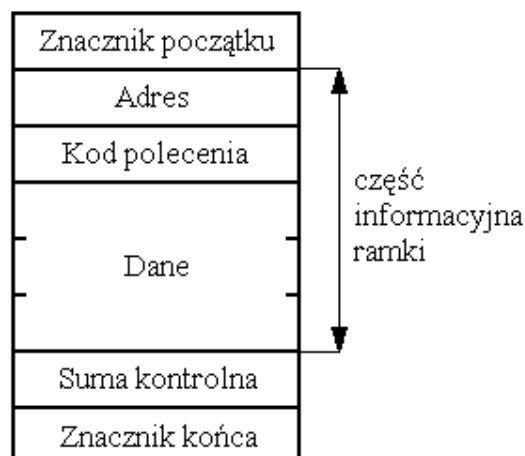 Znacznik początku
Adres
Kod polecenia
część
informacyjna
ramki
Dane
Suma kontrolna
Znacznik końca